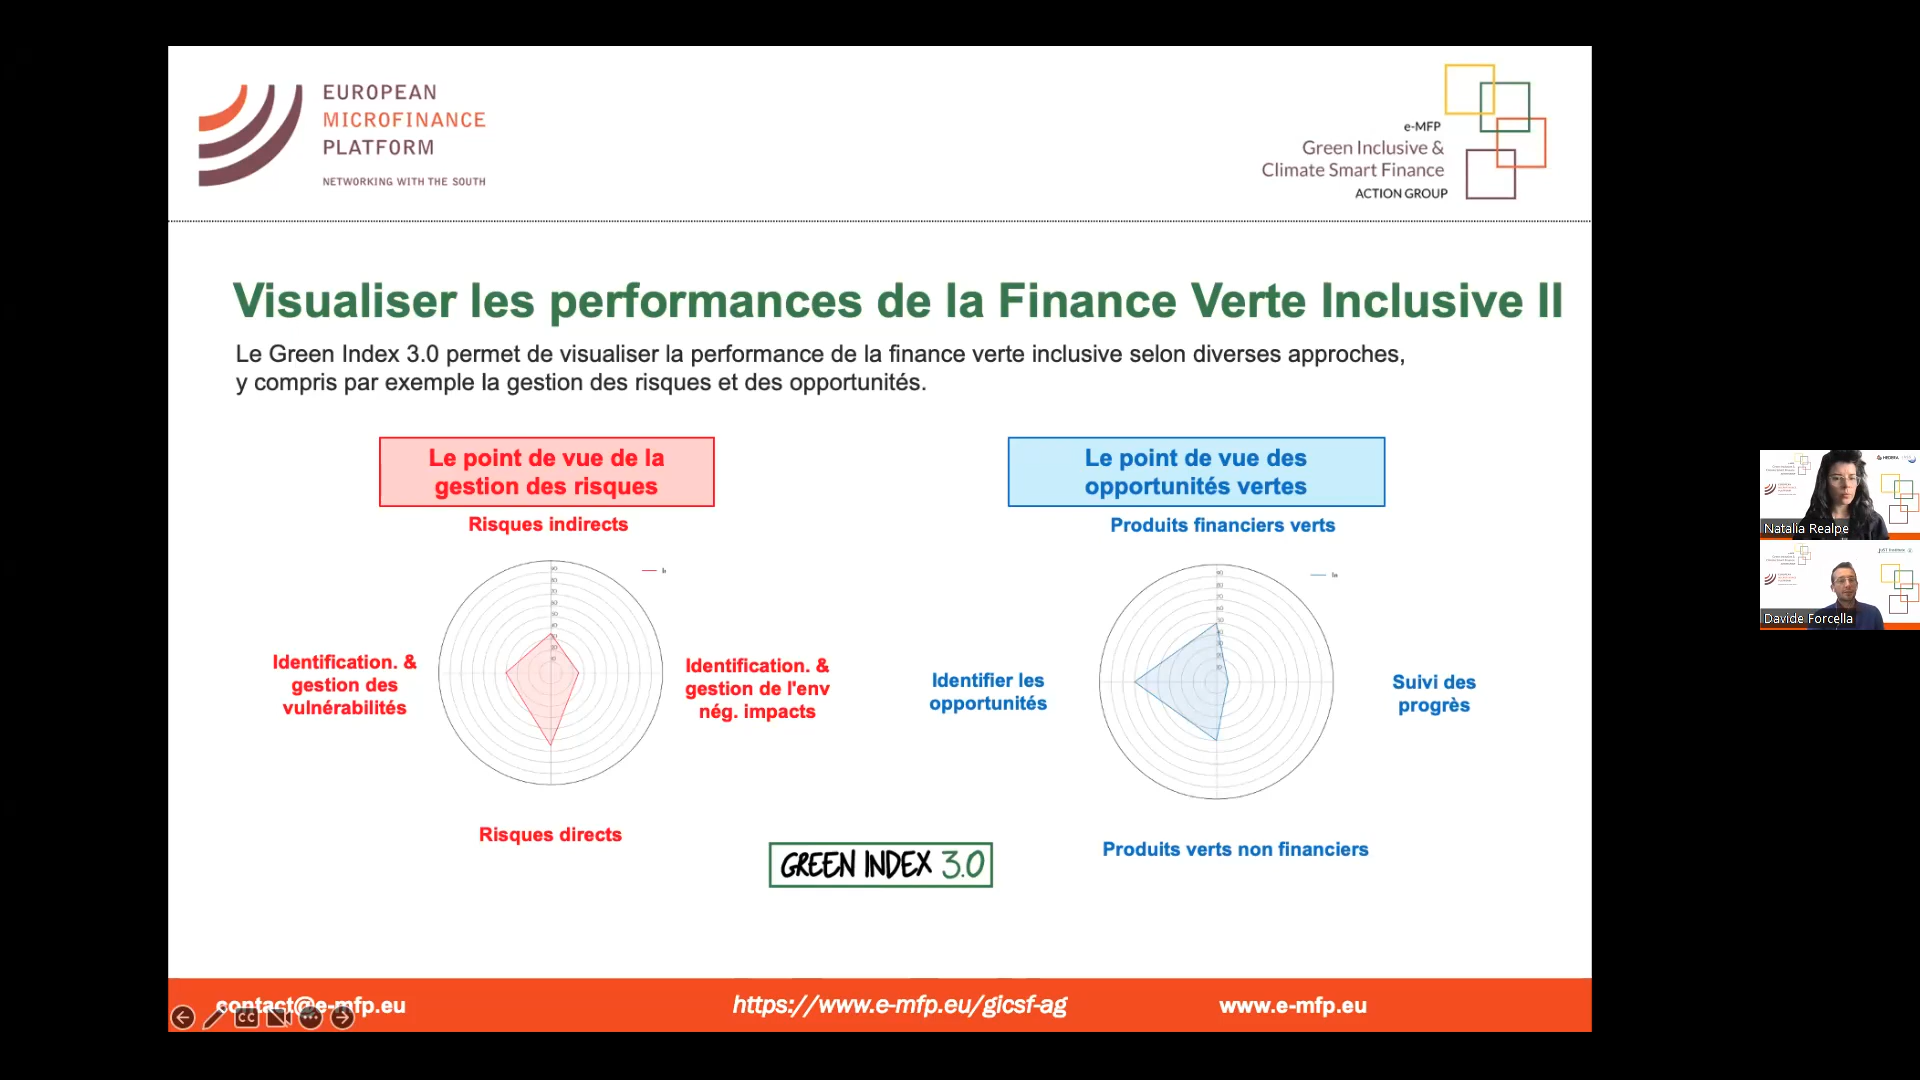 EUROPEAN
MICROFINANCE
PLATFORM
NETWORKING WITH THE SOUTH
e-MFP
Green Inclusive &
Climate Smart Finance
ACTION GROUP
Visualiser les performances de la Finance Verte Inclusive II
Le Green Index 3.0 permet de visualiser la performance de la finance verte inclusive selon diverses approches,
y compris par exemple la gestion des risques et des opportunités.
Le point de vue de la
gestion des risques
Risques indirects
Identification. &
gestion des
vulnérabilités
Identification. &
gestion de l'env
nég. impacts
Risques directs
Le point de vue des
opportunités vertes
Produits financiers verts
Identifier les
opportunités
Suivi des
progrès
Produits verts non financiers
GREEN INDEX 3.0
contact@e-mfp.eu
https://www.e-mfp.eu/gicsf-ag
www.e-mfp.eu
CC
Natalia Realpe
Davide Forcella